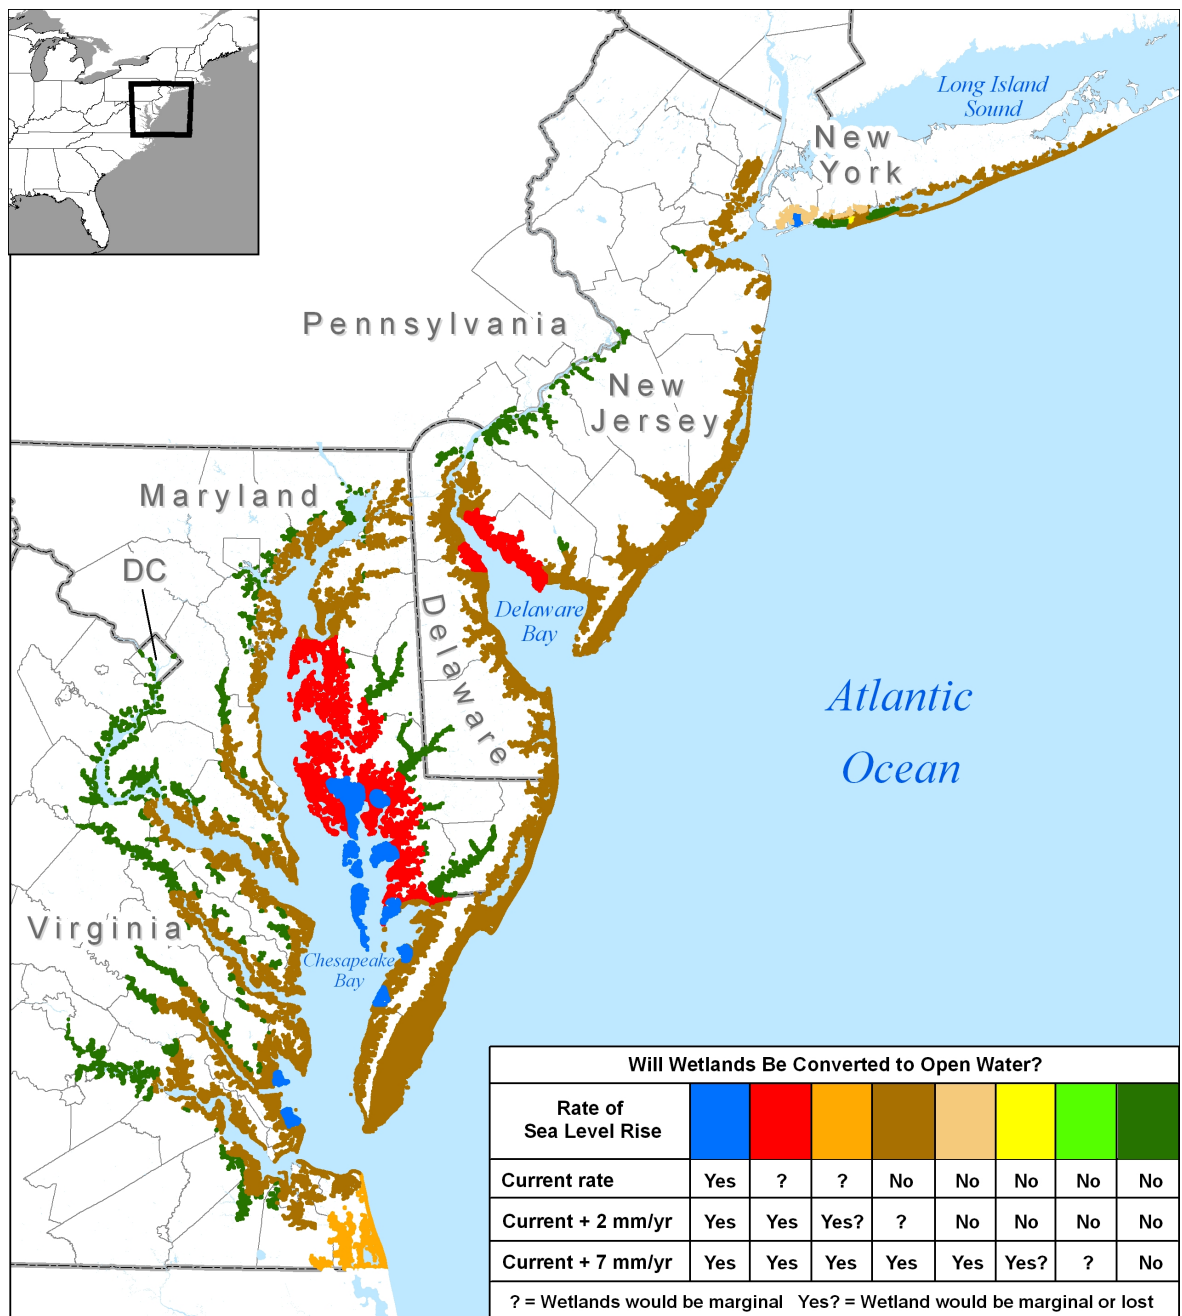 Long Island
Sound
New
York
Pennsylvania
New
Jersey
Maryland
DC
Delaware
Delaware
Bay
Atlantic
Ocean
Virginia
Chesapeake
Bay
Will Wetlands Be Converted to Open Water?
Rate of
Sea Level Rise
Current rate Yes ? ? No No No No No
Current + 2 mm/yr Yes Yes Yes? ? No No No No
Current + 7 mm/yr Yes Yes Yes Yes Yes Yes? ? No
? = Wetlands would be marginal Yes? = Wetland would be marginal or lost